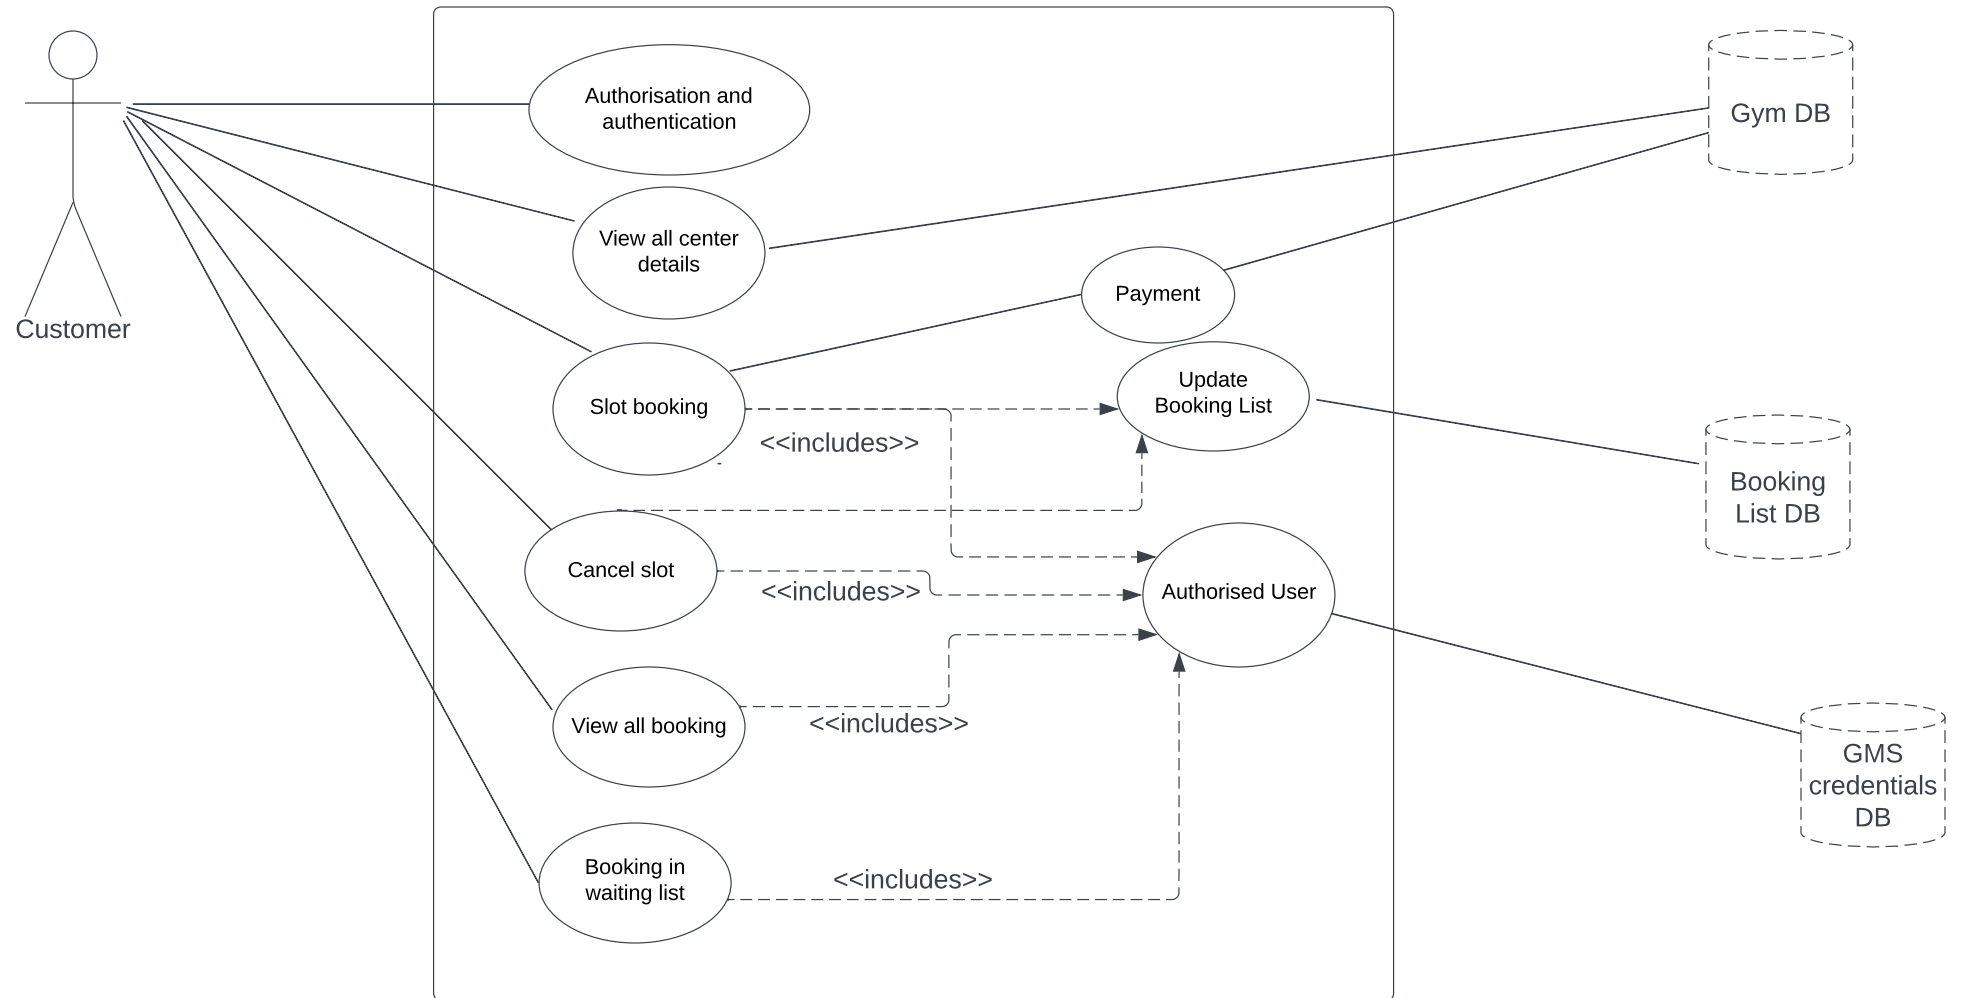 Authorisation and
authentication
Gym DB
View all center
details
Payment
Customer
Update
Booking List
Slot booking
<<includes>>
Booking
List DB
Cancel slot
<<includes>>
Authorised User
View all booking
<<includes>>
GMS
credentials
DB
Booking in
waiting list
<<includes>>